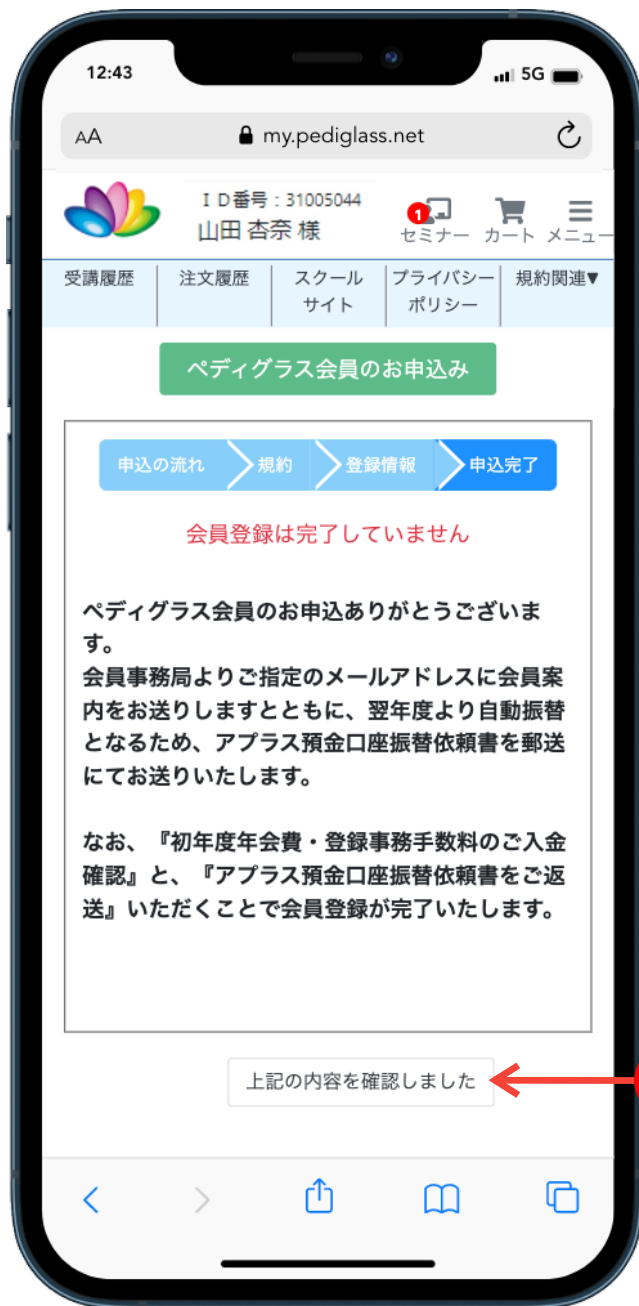 12:43
5G
AA my.pediglass.net
ＩＤ番号：31005044
山田 杏奈 様
1
セミナー カート メニュー
受講履歴 注文履歴 スクール プライバシー 規約関連▼
サイト ポリシー
ペディグラス会員のお申込み
申込の流れ 規約 登録情報 申込完了
会員登録は完了していません
ペディグラス会員のお申込ありがとうございま
す。
会員事務局よりご指定のメールアドレスに会員案
内をお送りしますとともに、翌年度より自動振替
となるため、アプラス預金口座振替依頼書を郵送
にてお送りいたします。
なお、『初年度年会費・登録事務手数料のご入金
確認』と、『アプラス預金口座振替依頼書をご返
送』いただくことで会員登録が完了いたします。
上記の内容を確認しました